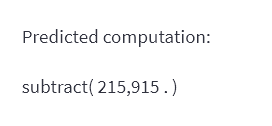 Predicted computation:
subtract( 215,915 . )